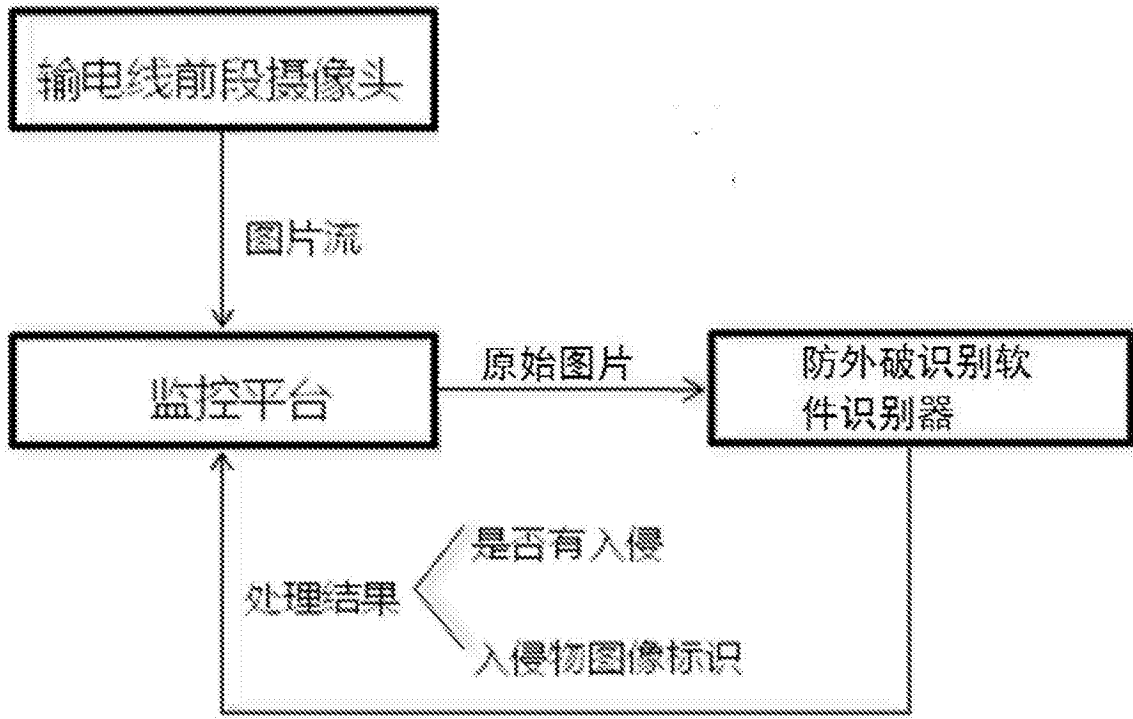 输电线前段摄像头
图片流
监控平台
原始图片
防外破识别软
件识别器
处理结果
是否有入侵
入侵物图像标识